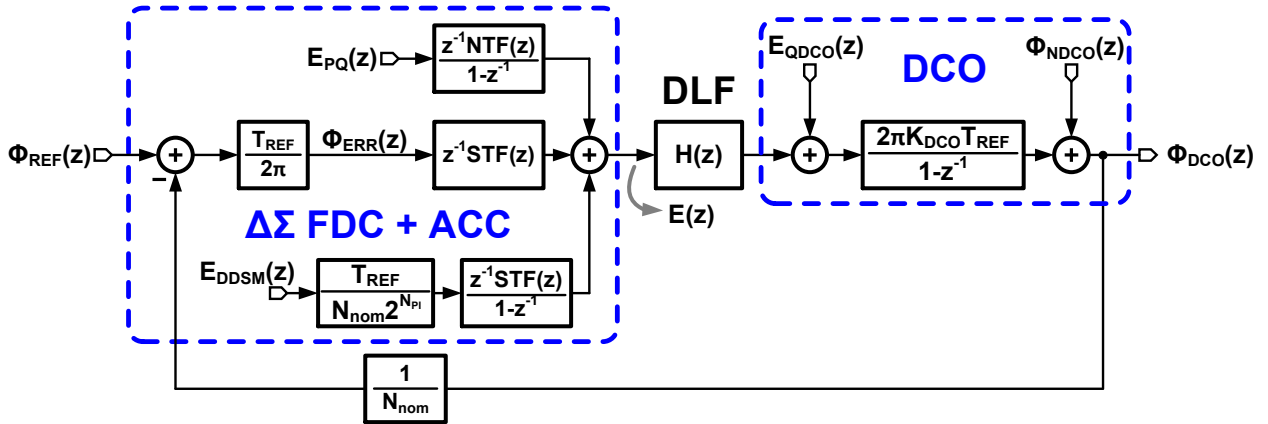 E_PQ(z)
z^-1NTF(z)
1-z^-1
E_QDCO(z)
Φ_NDCO(z)
DCO
DLF
Φ_REF(z)
+
−
T_REF
2π
Φ_ERR(z)
z^-1STF(z)
+
H(z)
+
2πK_DCOT_REF
1-z^-1
+
Φ_DCO(z)
E(z)
ΔΣ FDC + ACC
E_DDSM(z)
T_REF
N_nom2^N_PI
z^-1STF(z)
1-z^-1
1
N_nom